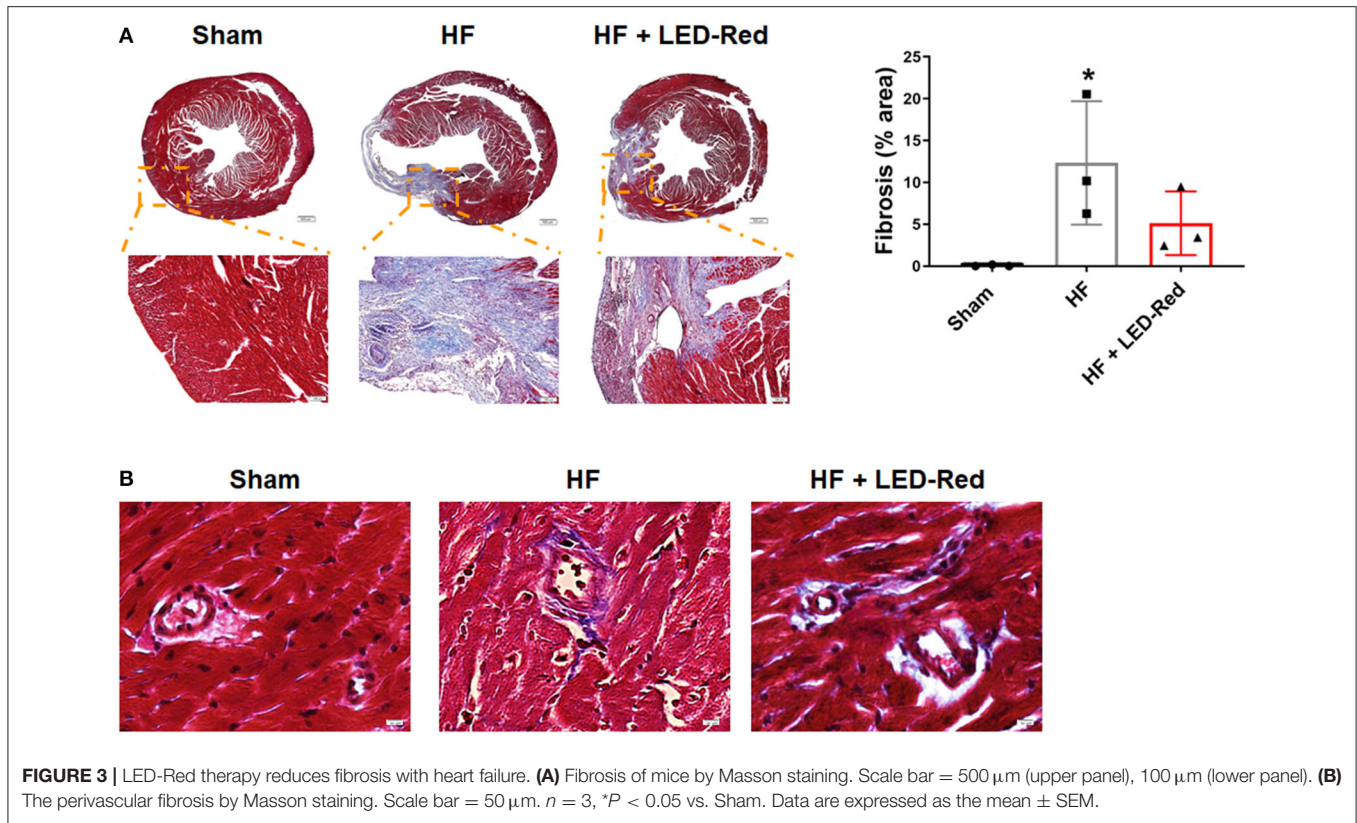 A
Sham HF HF + LED-Red
25
20
15
10
5
0
Fibrosis (% area)
*
Sham
HF
HF + LED-Red
B
Sham HF HF + LED-Red
FIGURE 3 | LED-Red therapy reduces fibrosis with heart failure. (A) Fibrosis of mice by Masson staining. Scale bar = 500 μm (upper panel), 100 μm (lower panel). (B)
The perivascular fibrosis by Masson staining. Scale bar = 50 μm. n = 3, *P < 0.05 vs. Sham. Data are expressed as the mean ± SEM.